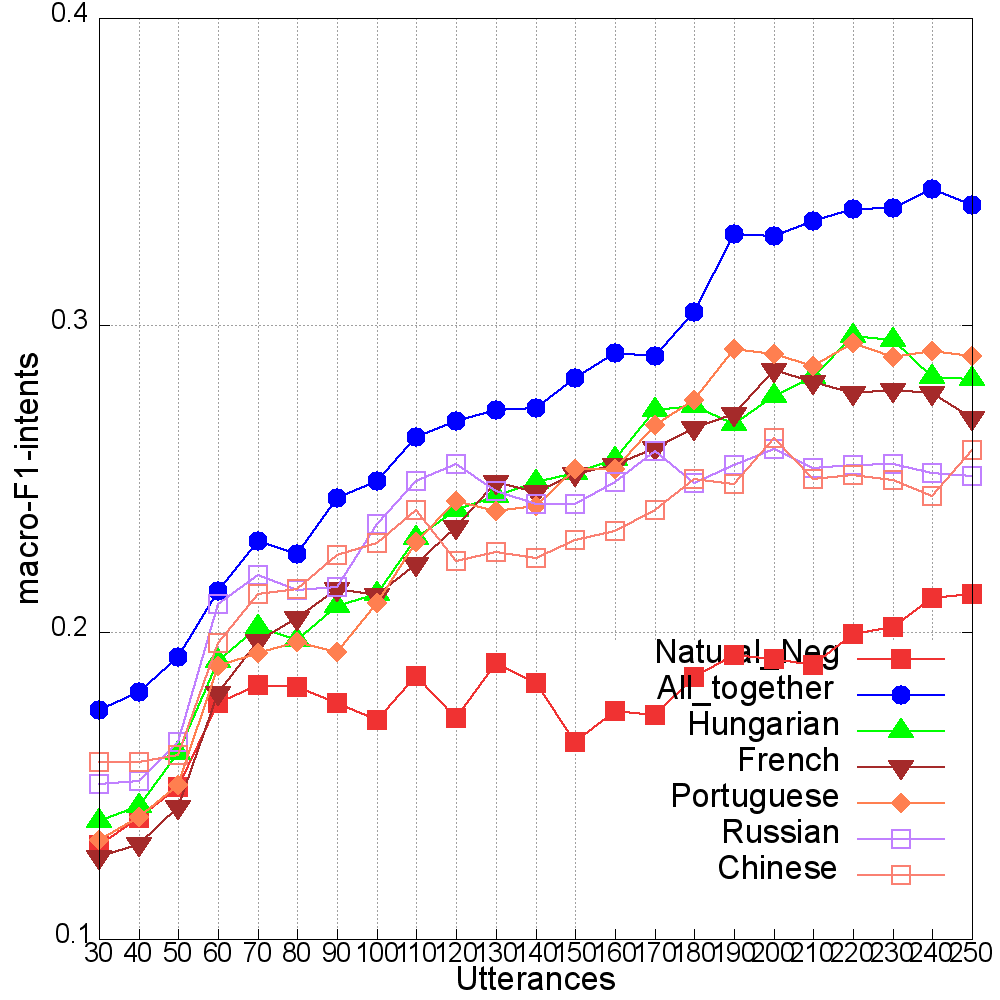 0.4
0.3
0.2
0.1
macro-F1-intents
Natural_Neg
All_together
Hungarian
French
Portuguese
Russian
Chinese
30 40 50 60 70 80 90 100 110 120 130 140 150 160 170 180 190 200 210 220 230 240 250
Utterances